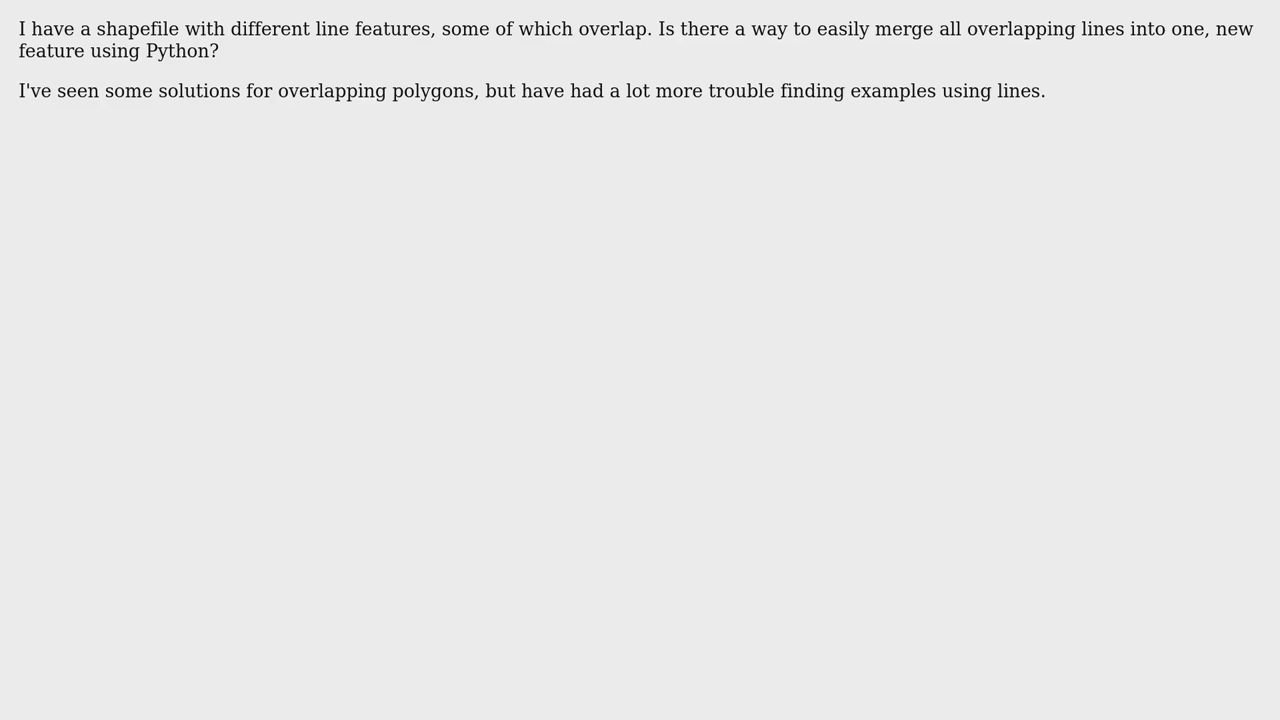 I have a shapefile with different line features, some of which overlap. Is there a way to easily merge all overlapping lines into one, new
feature using Python?
I've seen some solutions for overlapping polygons, but have had a lot more trouble finding examples using lines.